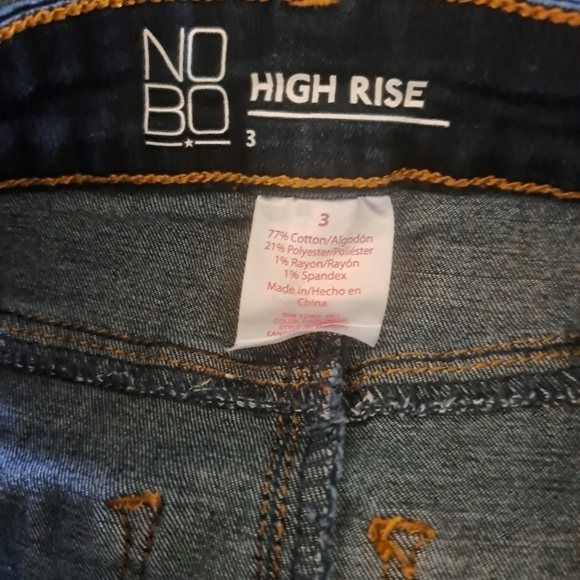 NO
BO
HIGH RISE
3
3
77% Cotton/Algodón
21% Polyester/Poliéster
1% Rayon/Rayón
1% Spandex
Made in/Hecho en
China